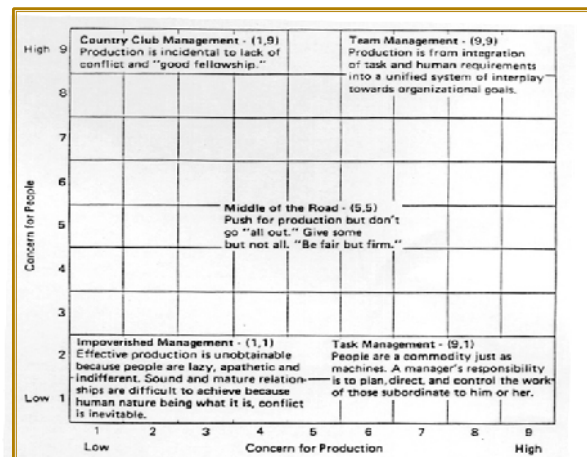 Country Club Management - (1,9)
Production is incidental to lack of
conflict and "good fellowship."
Team Management - (9,9)
Production is from integration
of task and human requirements
into a unified system of interplay
towards organizational goals.
High 9
8
7
6
5
4
3
2
Low 1
Concern for People
Middle of the Road - (5,5)
Push for production but don't
go "all out." Give some
but not all. "Be fair but firm."
Impoverished Management - (1,1)
Effective production is unobtainable
because people are lazy, apathetic and
indifferent. Sound and mature relation-
ships are difficult to achieve because
human nature being what it is, conflict
is inevitable.
Task Management - (9,1)
People are a commodity just as
machines. A manager's responsibility
is to plan, direct, and control the work
of those subordinate to him or her.
1 2 3 4 5 6 7 8 9
Low Concern for Production High